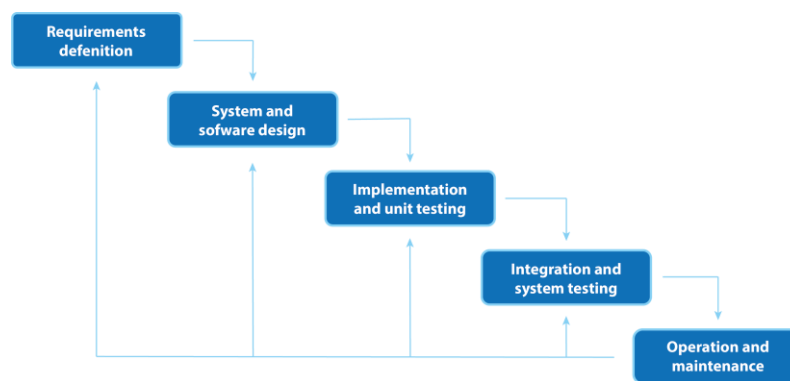 Requirements
defenition
System and
sofware design
Implementation
and unit testing
Integration and
system testing
Operation and
maintenance